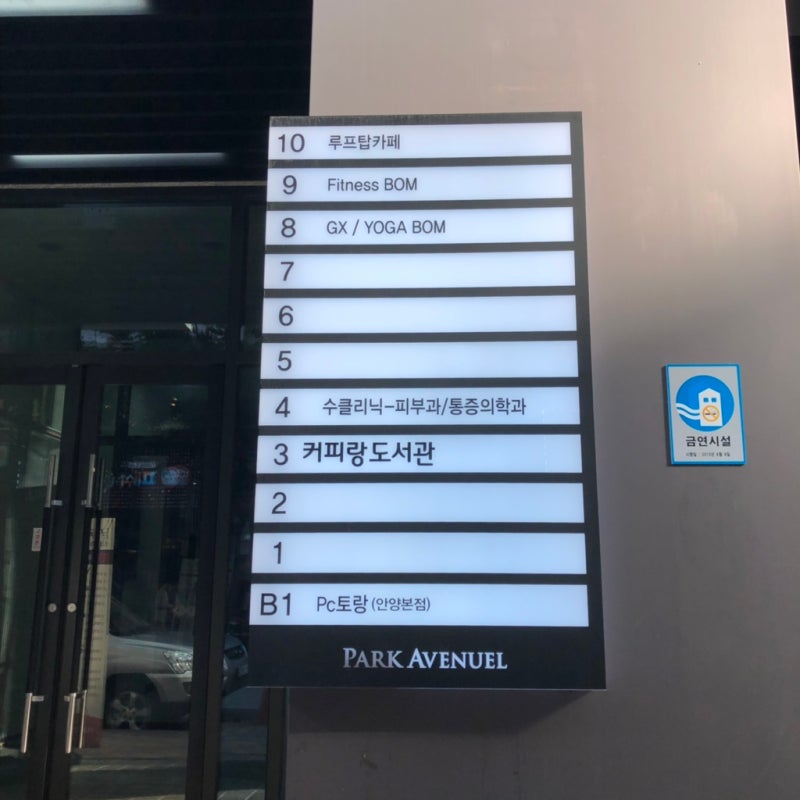 10 루프탑카페
9 Fitness BOM
8 GX / YOGA BOM
7
6
5
4 수클리닉-피부과/통증의학과
3 커피랑도서관
2
1
B1 Pc토랑 (안양본점)
PARK AVENUEL
금연시설